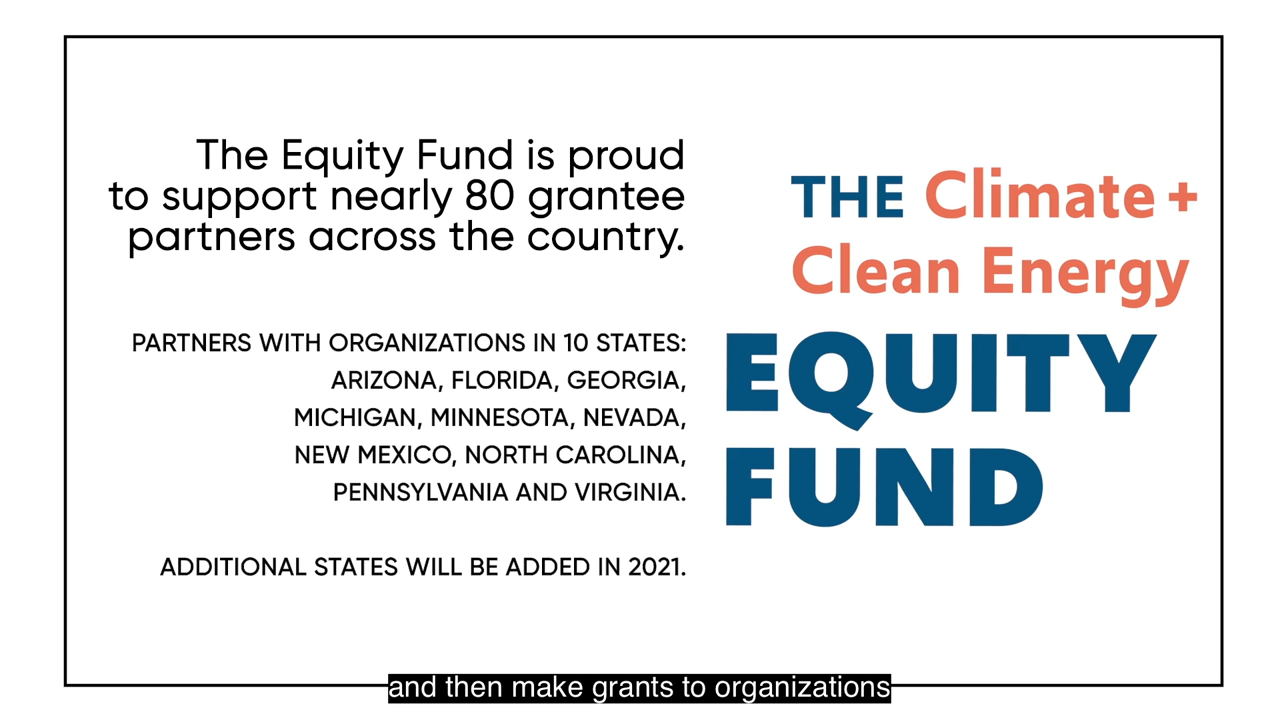 The Equity Fund is proud
to support nearly 80 grantee
partners across the country.
PARTNERS WITH ORGANIZATIONS IN 10 STATES:
ARIZONA, FLORIDA, GEORGIA,
MICHIGAN, MINNESOTA, NEVADA,
NEW MEXICO, NORTH CAROLINA,
PENNSYLVANIA AND VIRGINIA.
ADDITIONAL STATES WILL BE ADDED IN 2021.
THE Climate +
Clean Energy
EQUITY
FUND
and then make grants to organizations